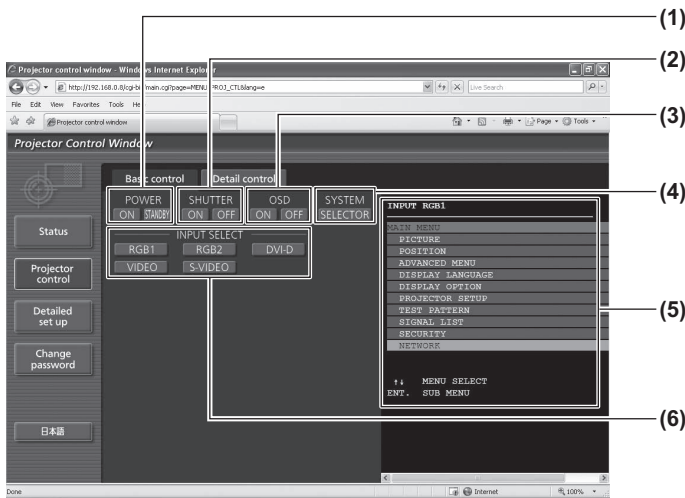 (1)
(2)
(3)
(4)
(5)
(6)
Projector control window - Windows Internet Explorer
http://192.168.0.8/cgi-bin/main.cgi?page=MENU_PROJ_CTL&lang=e
Live Search
File Edit View Favorites Tools He
Projector control window
Page Tools
Projector Control Window
Basic control Detail control
POWER SHUTTER OSD SYSTEM
ON STANDBY ON OFF ON OFF SELECTOR
INPUT SELECT
RGB1 RGB2 DVI-D
VIDEO S-VIDEO
Status
Projector
control
Detailed
set up
Change
password
日本語
INPUT RGB1
MAIN MENU
PICTURE
POSITION
ADVANCED MENU
DISPLAY LANGUAGE
DISPLAY OPTION
PROJECTOR SETUP
TEST PATTERN
SIGNAL LIST
SECURITY
NETWORK
↑↓ MENU SELECT
ENT. SUB MENU
Done
Internet
100%